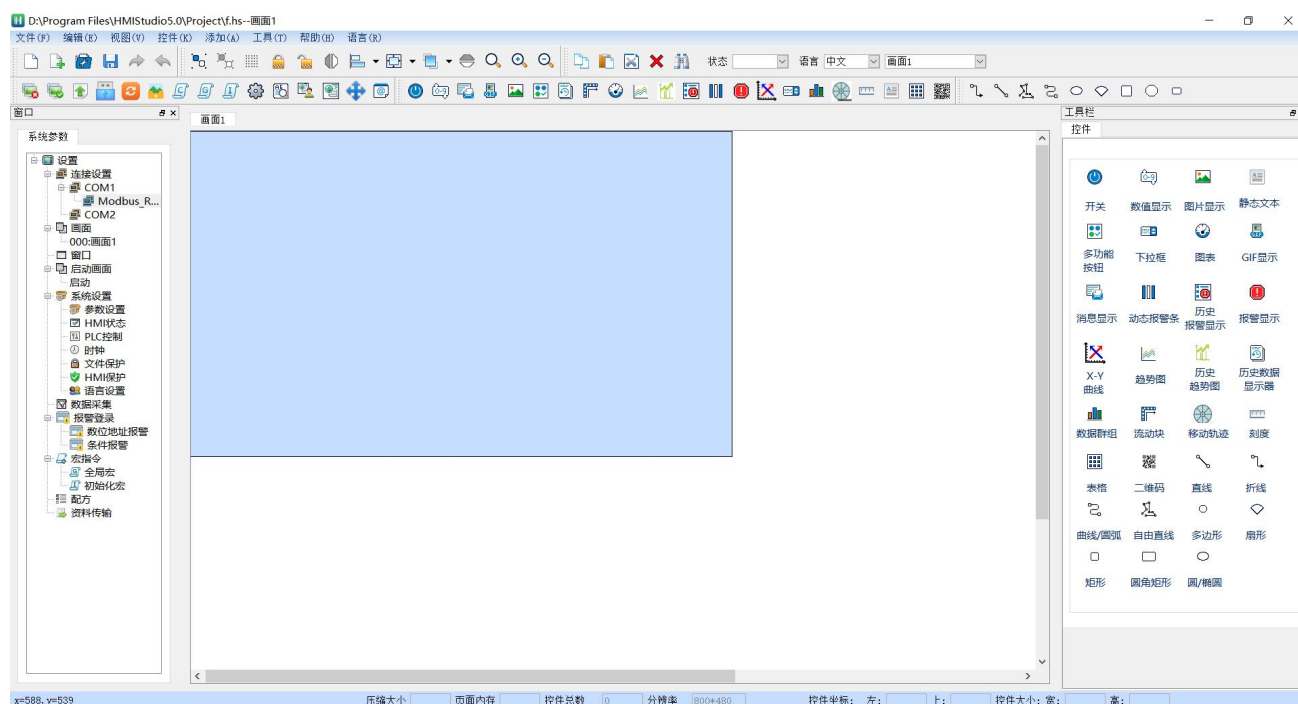 D:\Program Files\HMIStudio5.0\Project\f.hs--画面1
文件(F) 编辑(E) 视图(V) 控件(K) 添加(A) 工具(T) 帮助(H) 语言(R)
状态 语言 中文 画面1
窗口
系统参数
设置
连接设置
COM1
Modbus_R...
COM2
画面
000:画面1
窗口
启动画面
启动
系统设置
参数设置
HMI状态
PLC控制
时钟
文件保护
HMI保护
语言设置
数据采集
报警登录
数位地址报警
条件报警
宏指令
全局宏
初始化宏
配方
资料传输
画面1
工具栏
控件
开关 数值显示 图片显示 静态文本
多功能按钮 下拉框 图表 GIF显示
消息显示 动态报警条 历史报警显示 报警显示
X-Y曲线 趋势图 历史趋势图 历史数据显示器
数据群组 流动块 移动轨迹 刻度
表格 二维码 直线 折线
曲线/圆弧 自由直线 多边形 扇形
矩形 圆角矩形 圆/椭圆
x=588, y=539 压缩大小 页面内存 控件总数 0 分辨率 800*480 控件坐标: 左: 上: 控件大小: 宽: 高: